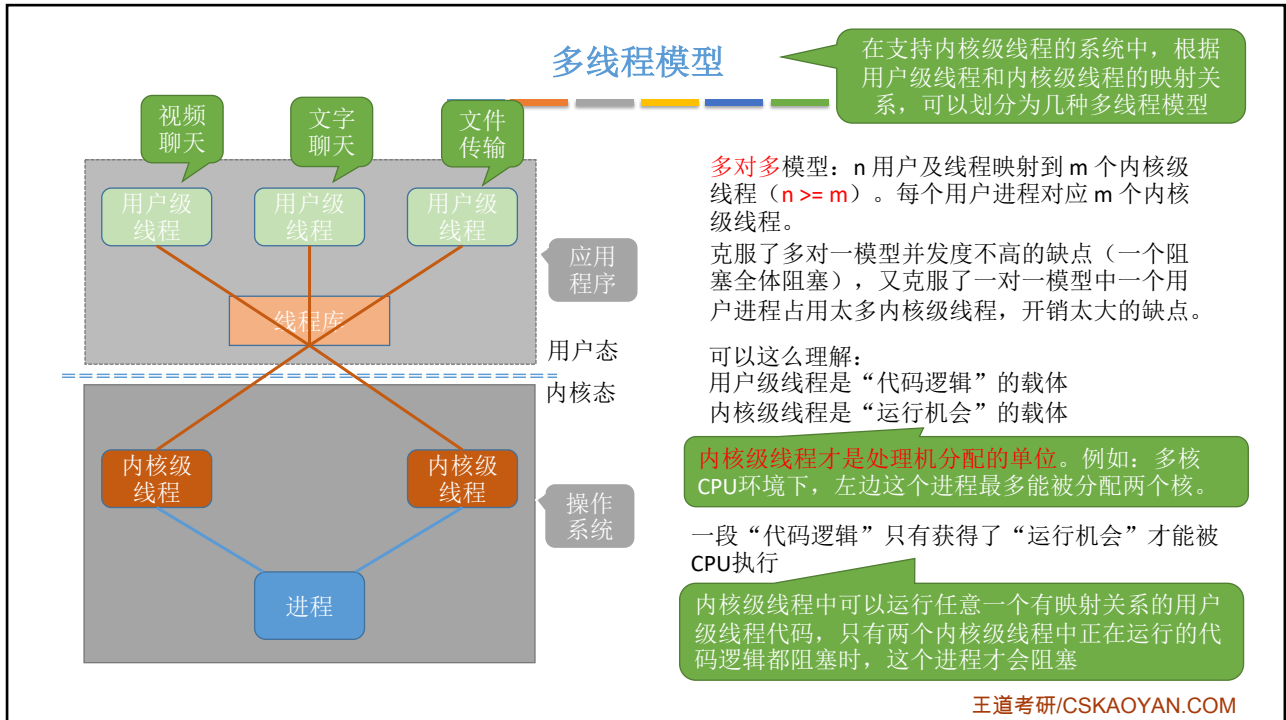 多线程模型
在支持内核级线程的系统中，根据
用户级线程和内核级线程的映射关
系，可以划分为几种多线程模型
视频
聊天
文字
聊天
文件
传输
用户级
线程
用户级
线程
用户级
线程
应用
程序
线程库
用户态
内核态
内核级
线程
内核级
线程
操作
系统
进程
多对多模型：n 用户及线程映射到 m 个内核级
线程（n >= m）。每个用户进程对应 m 个内核
级线程。
克服了多对一模型并发度不高的缺点（一个阻
塞全体阻塞），又克服了一对一模型中一个用
户进程占用太多内核级线程，开销太大的缺点。
可以这么理解：
用户级线程是“代码逻辑”的载体
内核级线程是“运行机会”的载体
内核级线程才是处理机分配的单位。例如：多核
CPU环境下，左边这个进程最多能被分配两个核。
一段“代码逻辑”只有获得了“运行机会”才能被
CPU执行
内核级线程中可以运行任意一个有映射关系的用户
级线程代码，只有两个内核级线程中正在运行的代
码逻辑都阻塞时，这个进程才会阻塞
王道考研/CSKAOYAN.COM